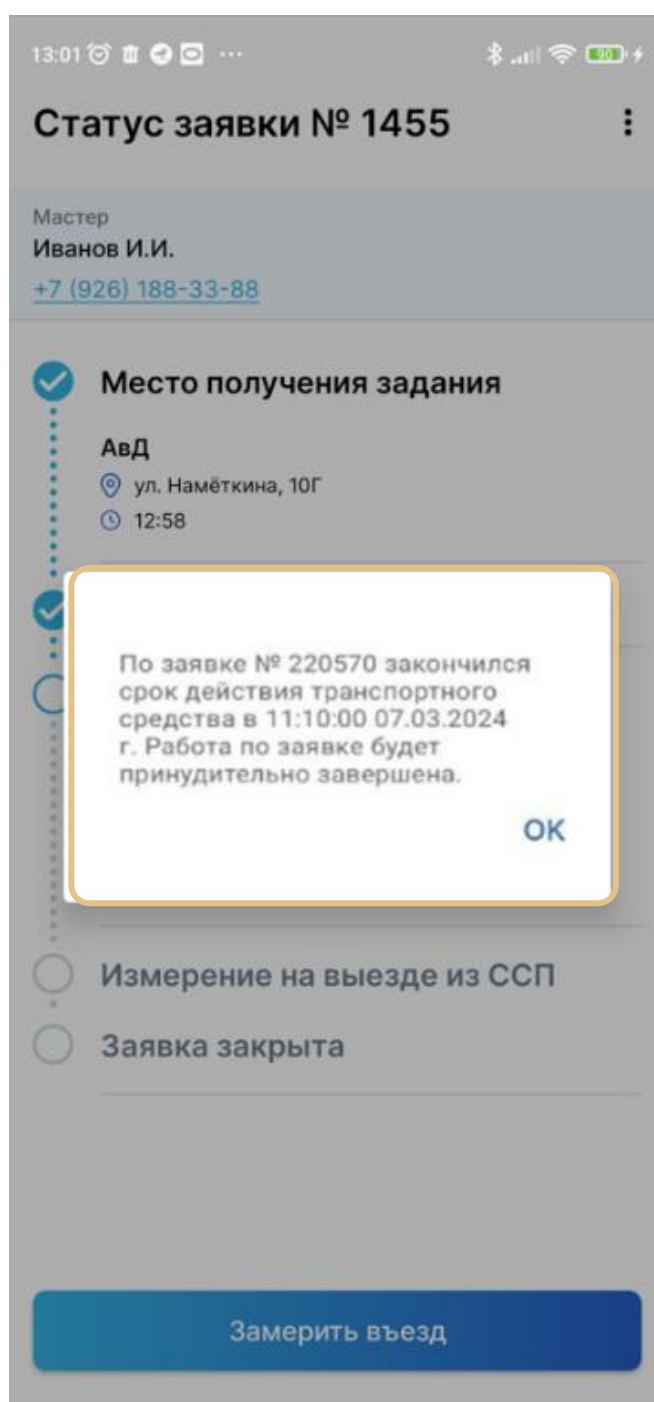 13:01
90
Статус заявки № 1455
Мастер
Иванов И.И.
+7 (926) 188-33-88
Место получения задания
АвД
ул. Намёткина, 10Г
12:58
По заявке № 220570 закончился
срок действия транспортного
средства в 11:10:00 07.03.2024
г. Работа по заявке будет
принудительно завершена.
ОК
Измерение на выезде из ССП
Заявка закрыта
Замерить въезд